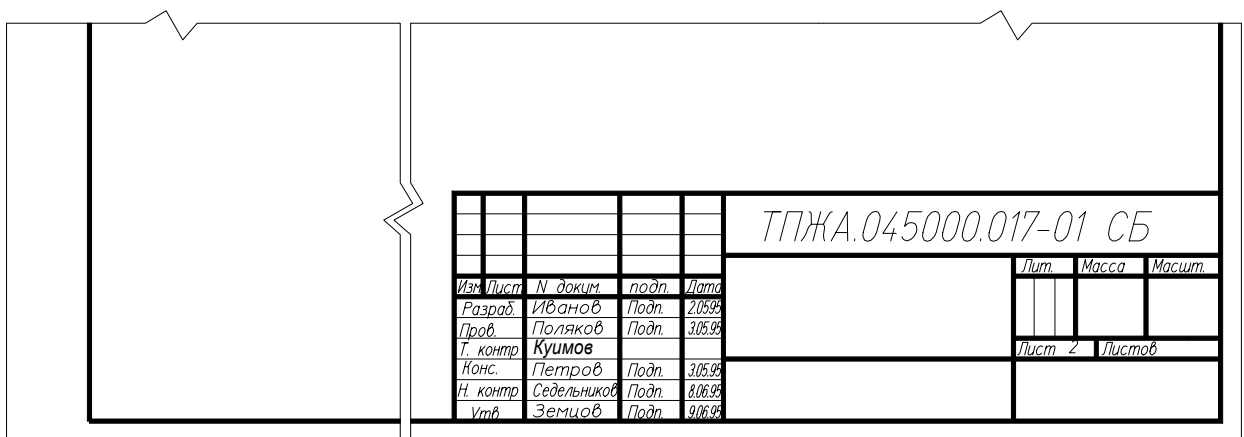 ТПЖА.045000.017-01 СБ
Лит. Масса Масшт.
Изм Лист N докум. подп. Дата
Разраб. Иванов Подп. 2.0595
Пров. Поляков Подп. 3.05.95
Т. контр Куимов
Лист 2 Листов
Конс. Петров Подп. 3.05.95
Н. контр Седельников Подп. 8.06.95
Утв Земцов Подп. 9.06.95